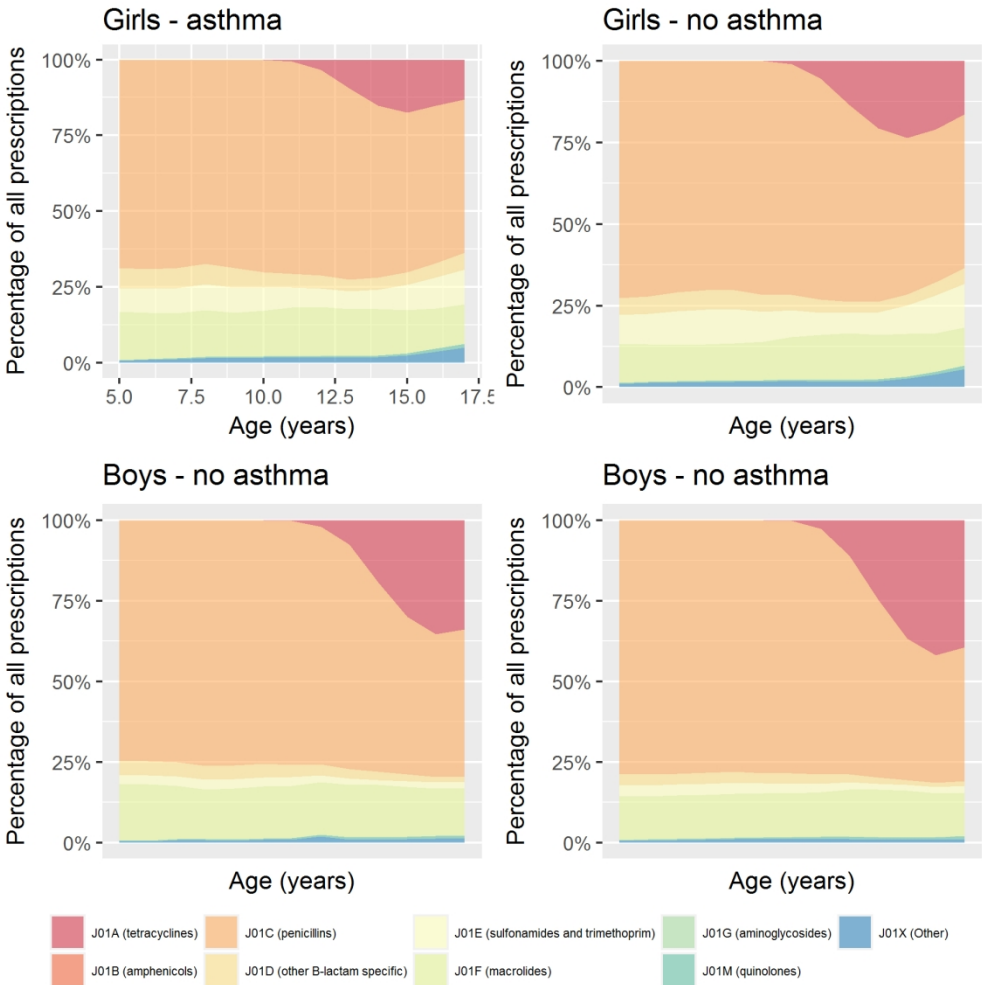 Girls - asthma
Percentage of all prescriptions
100%
75%
50%
25%
0%
5.0 7.5 10.0 12.5 15.0 17.5
Age (years)
Girls - no asthma
Percentage of all prescriptions
100%
75%
50%
25%
0%
Age (years)
Boys - no asthma
Percentage of all prescriptions
100%
75%
50%
25%
0%
Age (years)
Boys - no asthma
Percentage of all prescriptions
100%
75%
50%
25%
0%
Age (years)
J01A (tetracyclines) J01C (penicillins) J01E (sulfonamides and trimethoprim) J01G (aminoglycosides) J01X (Other)
J01B (amphenicols) J01D (other B-lactam specific) J01F (macrolides) J01M (quinolones)